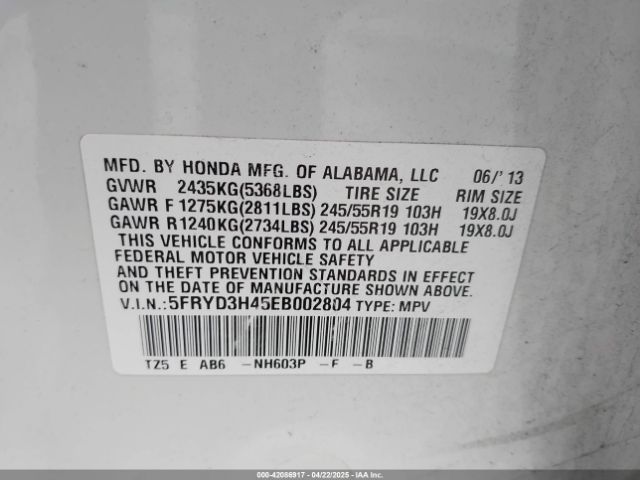 MFD. BY HONDA MFG. OF ALABAMA, LLC 06/'13
GVWR 2435KG(5368LBS) TIRE SIZE RIM SIZE
GAWR F 1275KG(2811LBS) 245/55R19 103H 19X8.0J
GAWR R 1240KG(2734LBS) 245/55R19 103H 19X8.0J
THIS VEHICLE CONFORMS TO ALL APPLICABLE
FEDERAL MOTOR VEHICLE SAFETY
AND THEFT PREVENTION STANDARDS IN EFFECT
ON THE DATE OF MANUFACTURE SHOWN ABOVE.
V.I.N.:5FRYD3H45EB002804 TYPE: MPV
TZ5 E AB6 -NH603P -F -B
000-42086917 - 04/22/2025 - IAAI.COM